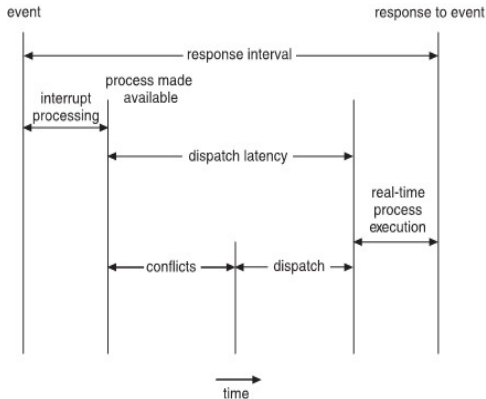 event
response to event
response interval
process made
available
interrupt
processing
dispatch latency
real-time
process
execution
conflicts
dispatch
time